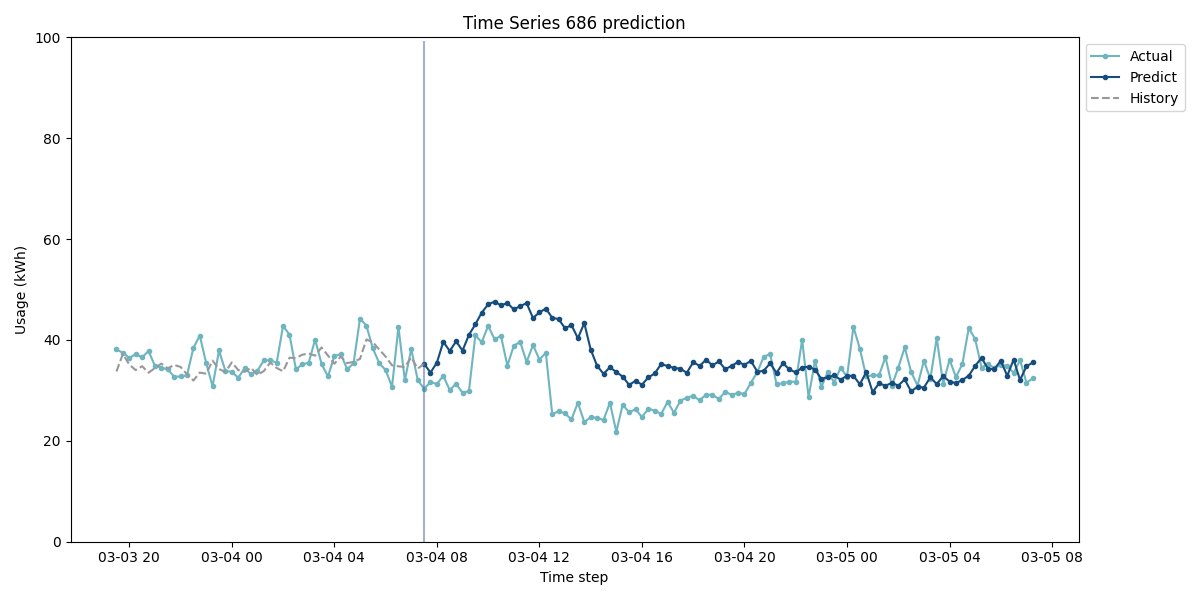 Time Series 686 prediction
Usage (kWh)
100
80
60
40
20
0
03-03 20
03-04 00
03-04 04
03-04 08
03-04 12
03-04 16
03-04 20
03-05 00
03-05 04
03-05 08
Time step
Actual
Predict
History